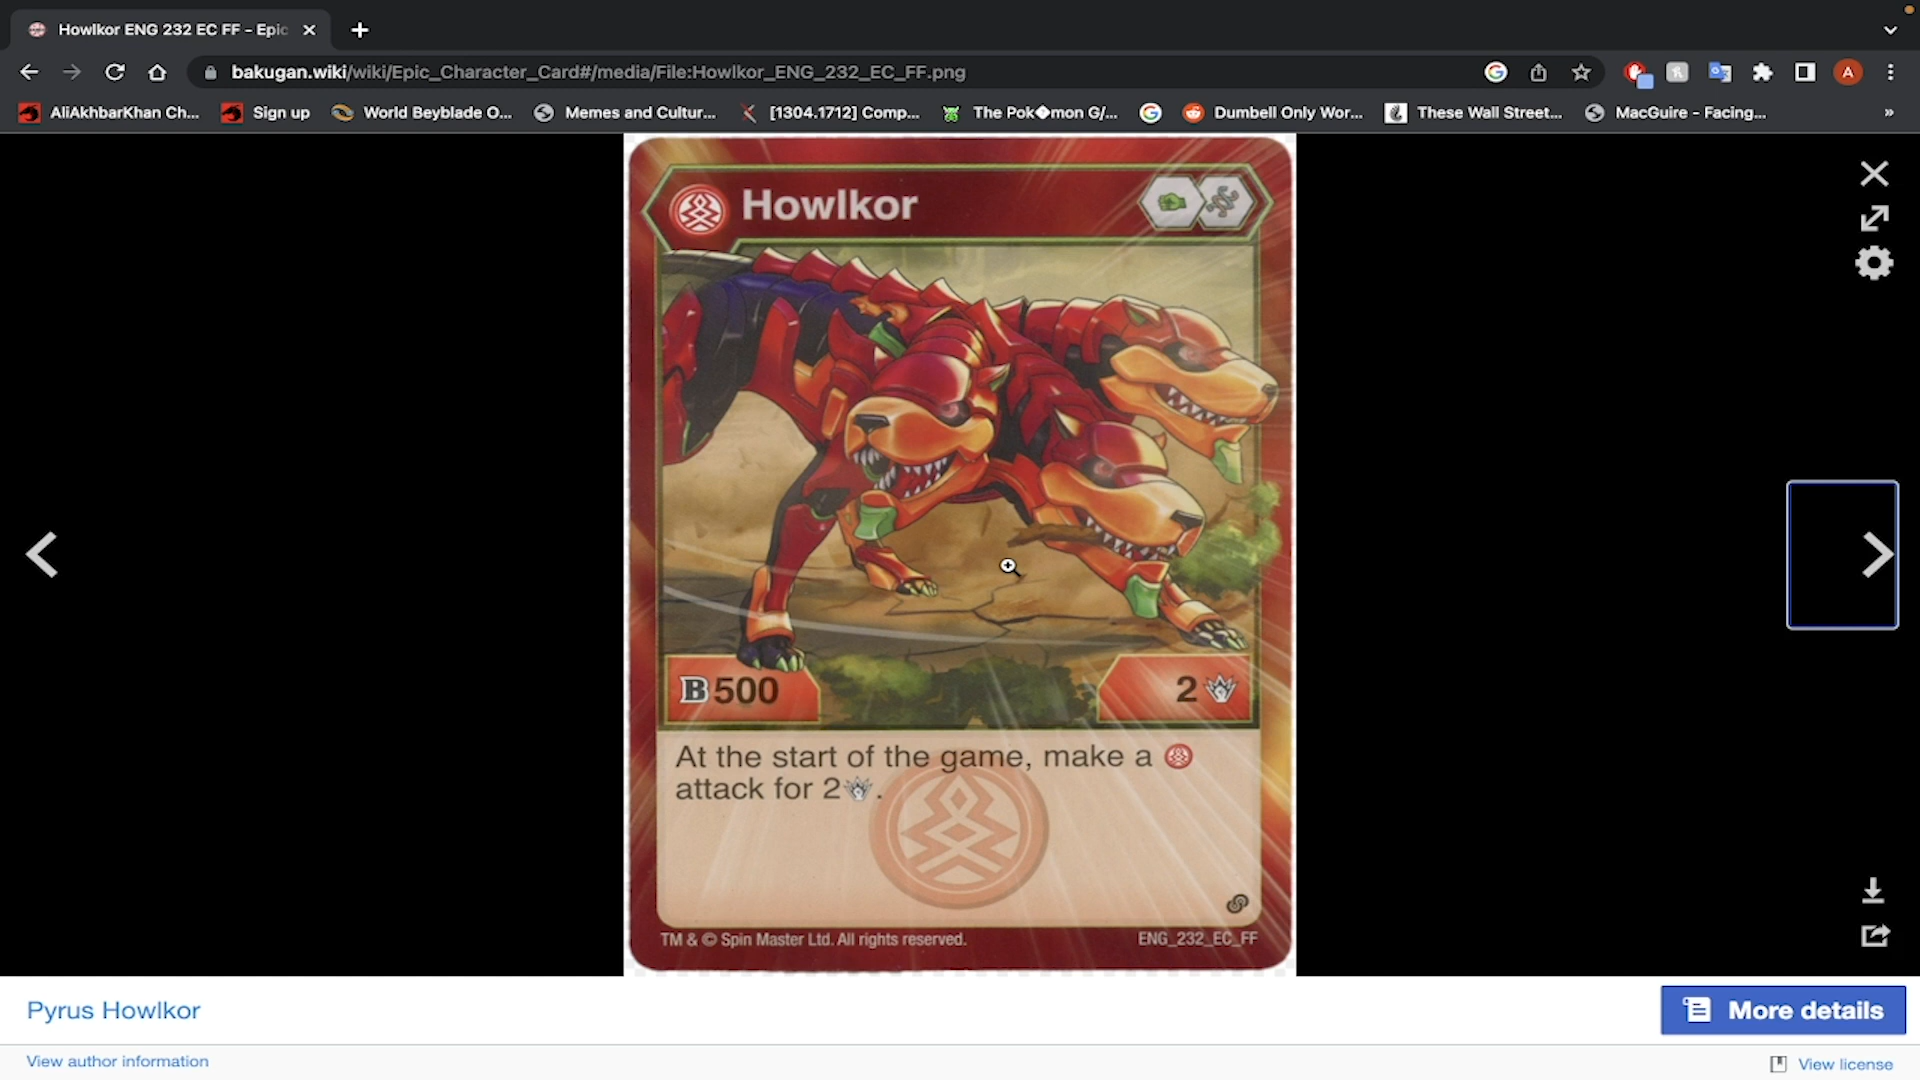 Howlkor ENG 232 EC FF – Epic
bakugan.wiki/wiki/Epic_Character_Card#/media/File:Howlkor_ENG_232_EC_FF.png
A
AliAkhbarKhan Ch...
Sign up
World Beyblade O...
Memes and Cultur...
[1304.1712] Comp...
The Pok�mon G/...
Dumbell Only Wor...
These Wall Street...
MacGuire - Facing...
»
Howlkor
B 500
2
At the start of the game, make a
attack for 2 .
TM & © Spin Master Ltd. All rights reserved.
ENG_232_EC_FF
Pyrus Howlkor
More details
View author information
View license